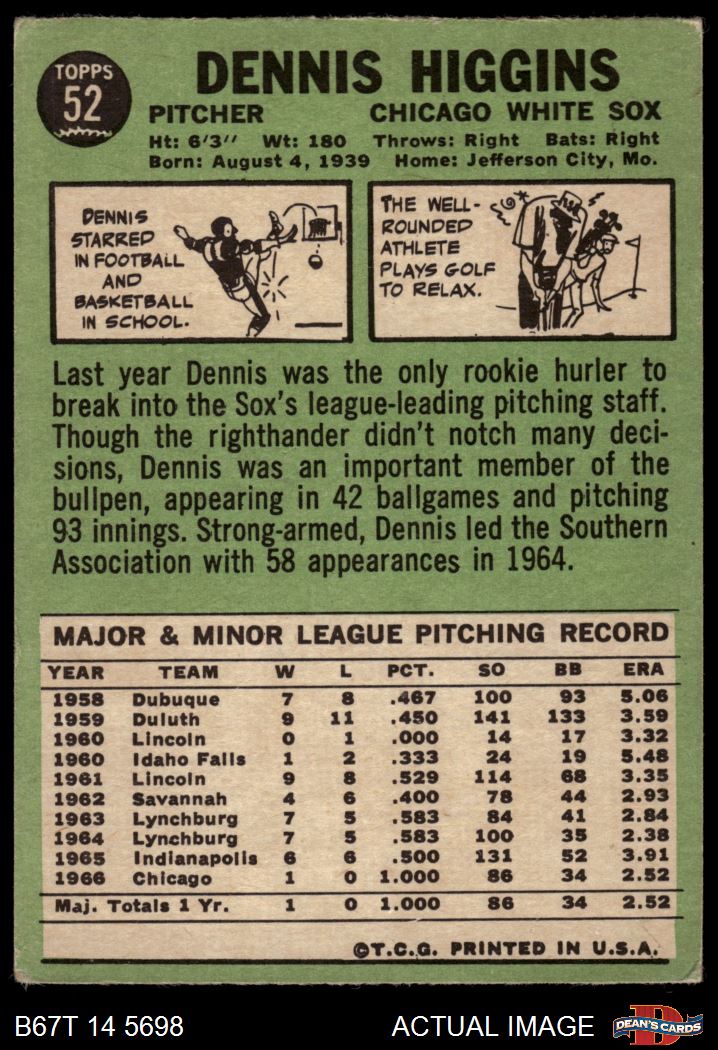 TOPPS
52
DENNIS HIGGINS
PITCHER CHICAGO WHITE SOX
Ht: 6'3" Wt: 180 Throws: Right Bats: Right
Born: August 4, 1939 Home: Jefferson City, Mo.
DENNIS
STARRED
IN FOOTBALL
AND
BASKETBALL
IN SCHOOL.
THE WELL-
ROUNDED
ATHLETE
PLAYS GOLF
TO RELAX.
Last year Dennis was the only rookie hurler to
break into the Sox's league-leading pitching staff.
Though the righthander didn't notch many deci-
sions, Dennis was an important member of the
bullpen, appearing in 42 ballgames and pitching
93 innings. Strong-armed, Dennis led the Southern
Association with 58 appearances in 1964.
MAJOR & MINOR LEAGUE PITCHING RECORD
YEAR TEAM W L PCT. SO BB ERA
1958 Dubuque 7 8 .467 100 93 5.06
1959 Duluth 9 11 .450 141 133 3.59
1960 Lincoln 0 1 .000 14 17 3.32
1960 Idaho Falls 1 2 .333 24 19 5.48
1961 Lincoln 9 8 .529 114 68 3.35
1962 Savannah 4 6 .400 78 44 2.93
1963 Lynchburg 7 5 .583 84 41 2.84
1964 Lynchburg 7 5 .583 100 35 2.38
1965 Indianapolis 6 6 .500 131 52 3.91
1966 Chicago 1 0 1.000 86 34 2.52
Maj. Totals 1 Yr. 1 0 1.000 86 34 2.52
©T.C.G. PRINTED IN U.S.A.
B67T 14 5698 ACTUAL IMAGE
DEAN'S CARDS